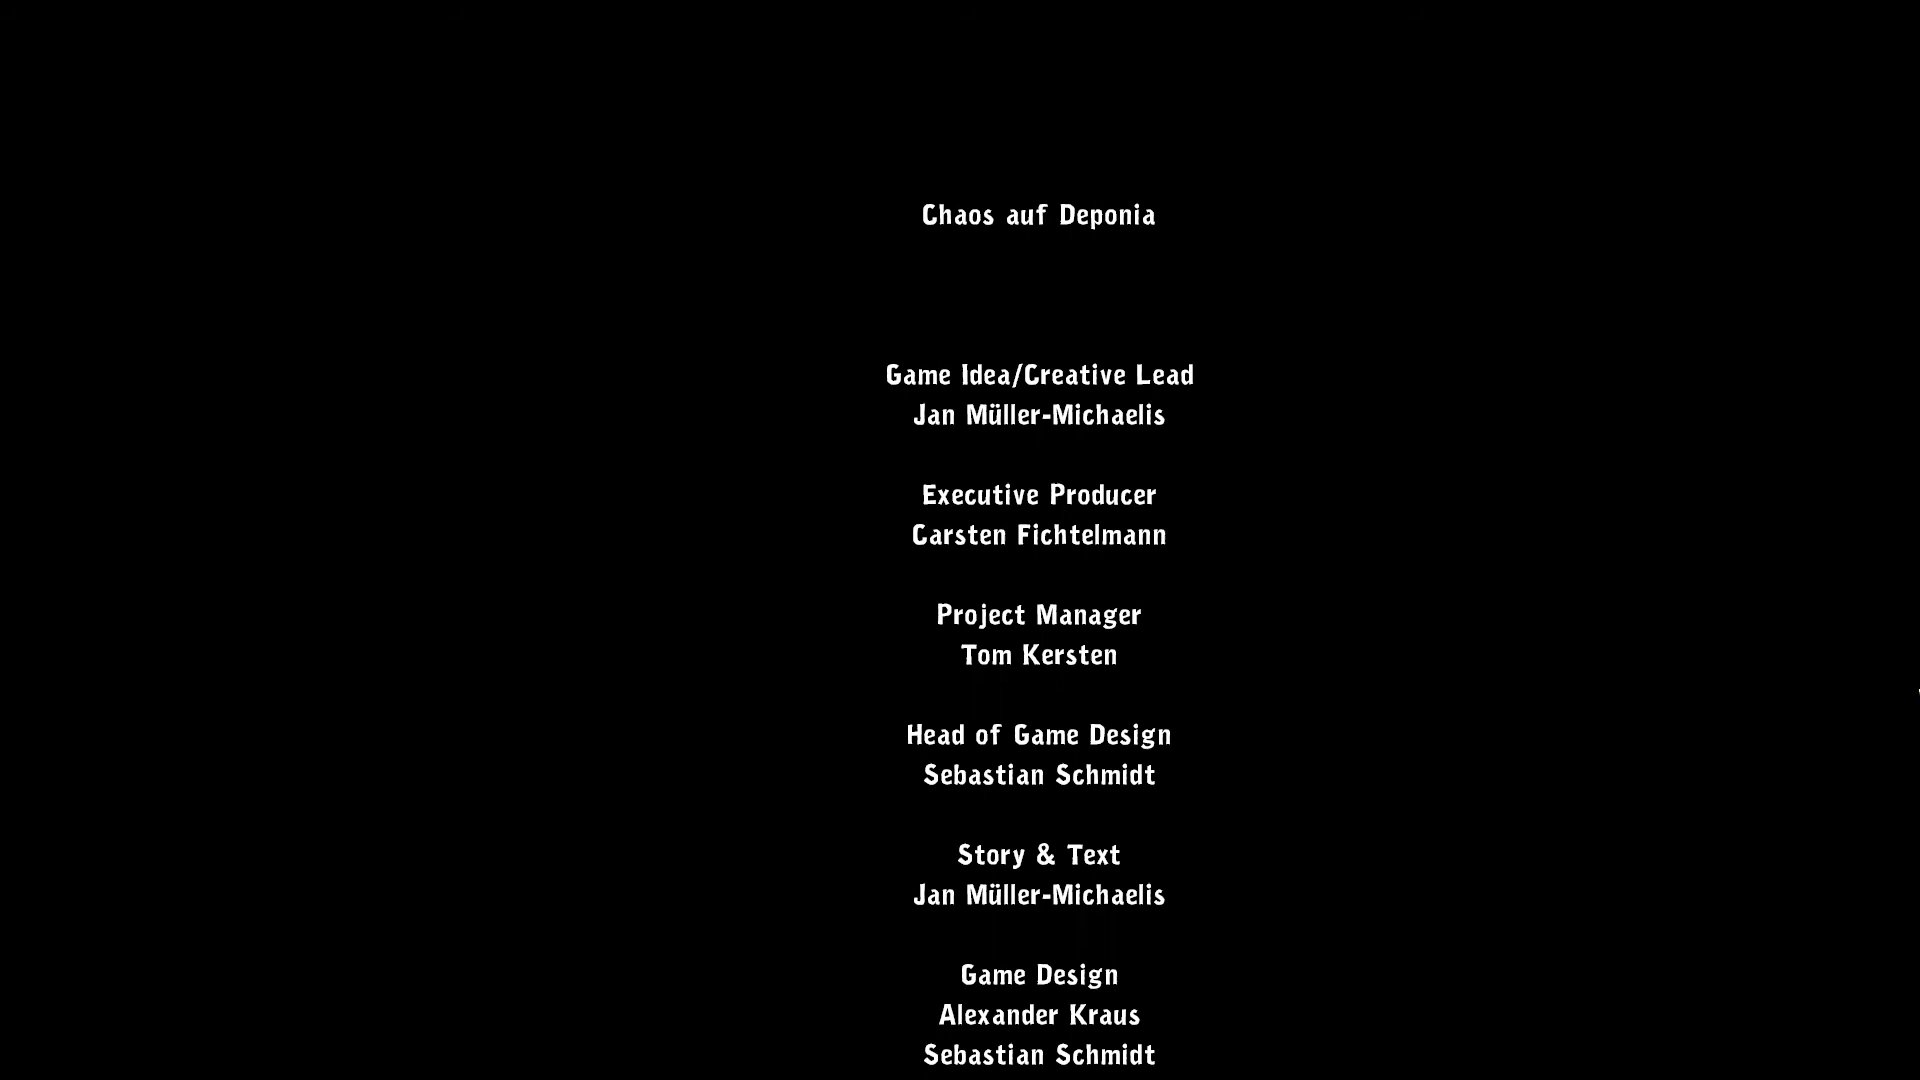 Chaos auf Deponia
Game Idea/Creative Lead
Jan Müller-Michaelis
Executive Producer
Carsten Fichtelmann
Project Manager
Tom Kersten
Head of Game Design
Sebastian Schmidt
Story & Text
Jan Müller-Michaelis
Game Design
Alexander Kraus
Sebastian Schmidt